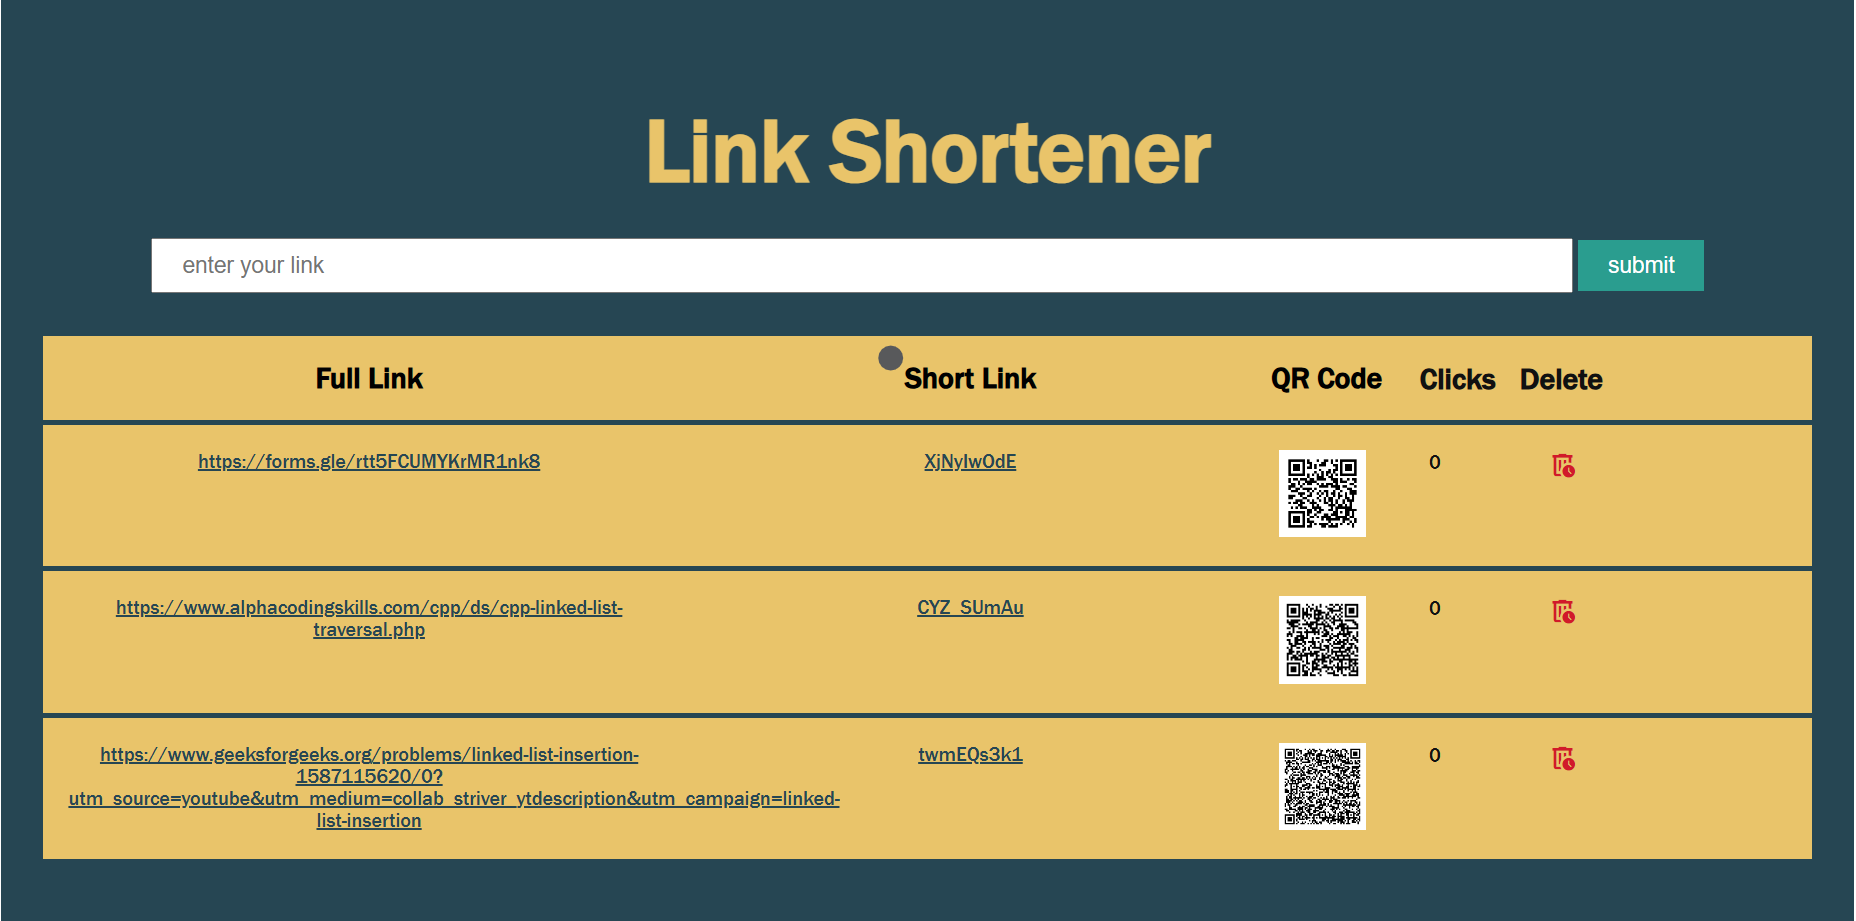 Link Shortener
enter your link
submit
Full Link Short Link QR Code Clicks Delete
https://forms.gle/rtt5FCUMYKrMR1nk8 XjNyIwOdE 0
https://www.alphacodingskills.com/cpp/ds/cpp-linked-list- CYZ_SUmAu 0
traversal.php
https://www.geeksforgeeks.org/problems/linked-list-insertion- twmEQs3k1 0
1587115620/0?
utm_source=youtube&utm_medium=collab_striver_ytdescription&utm_campaign=linked-
list-insertion